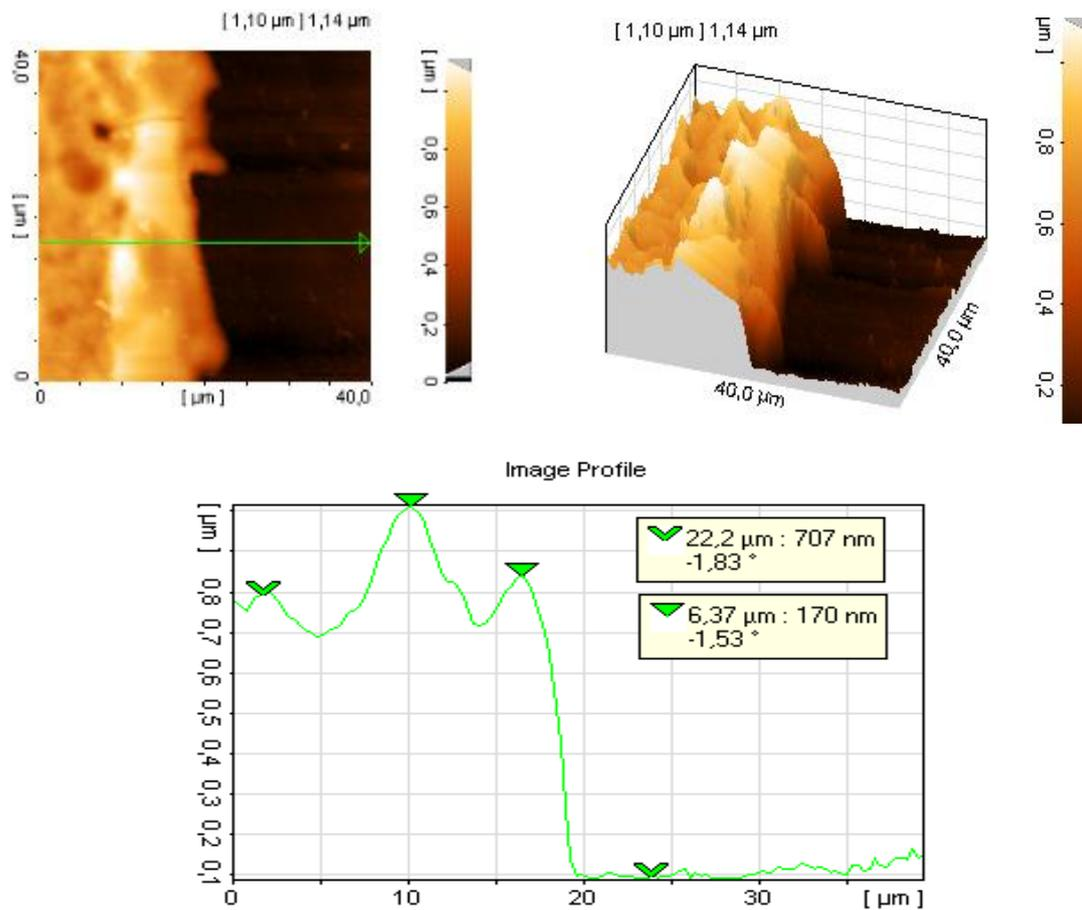 [ 1,10 µm ] 1,14 µm
40,0
[ µm ]
0
0
[ µm ]
40,0
[ µm ]
0,8
0,6
0,4
0,2
0
[ 1,10 µm ] 1,14 µm
40,0 µm
40,0 µm
µm ]
0,8
0,6
0,4
0,2
Image Profile
[ µm ]
0,8
0,7
0,6
0,5
0,4
0,3
0,2
0,1
0
10
20
30
[ µm ]
22,2 µm : 707 nm
-1,83 °
6,37 µm : 170 nm
-1,53 °